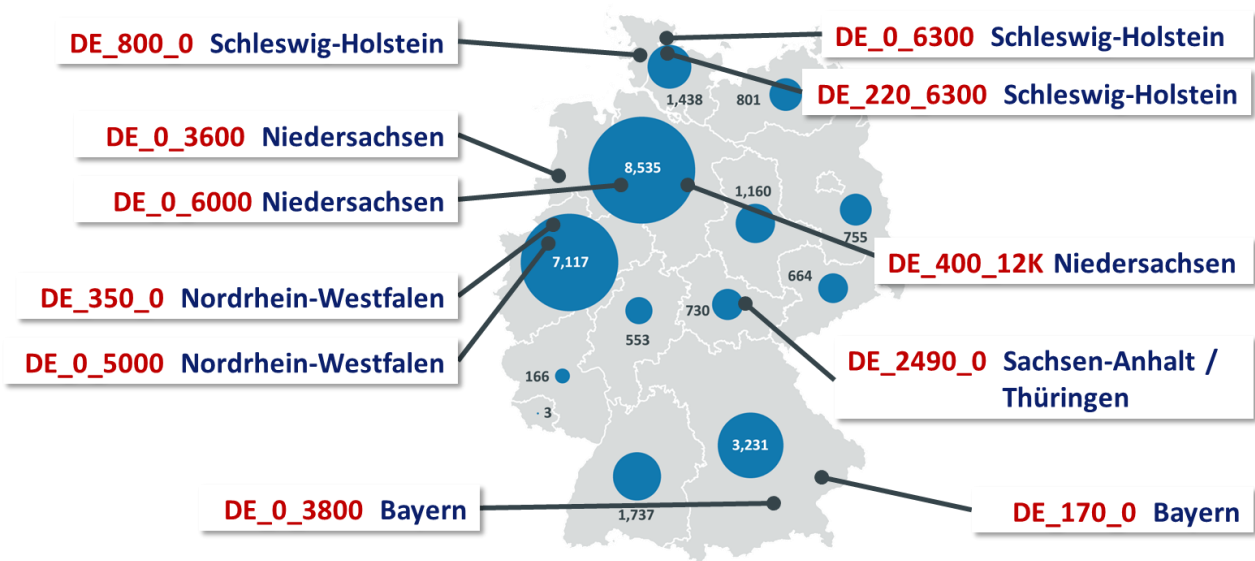 DE_800_0 Schleswig-Holstein
DE_0_6300 Schleswig-Holstein
DE_220_6300 Schleswig-Holstein
1,438
801
DE_0_3600 Niedersachsen
8,535
DE_0_6000 Niedersachsen
1,160
755
DE_400_12K Niedersachsen
7,117
664
DE_350_0 Nordrhein-Westfalen
730
553
DE_0_5000 Nordrhein-Westfalen
DE_2490_0 Sachsen-Anhalt /
Thüringen
166
3
3,231
DE_0_3800 Bayern
1,737
DE_170_0 Bayern